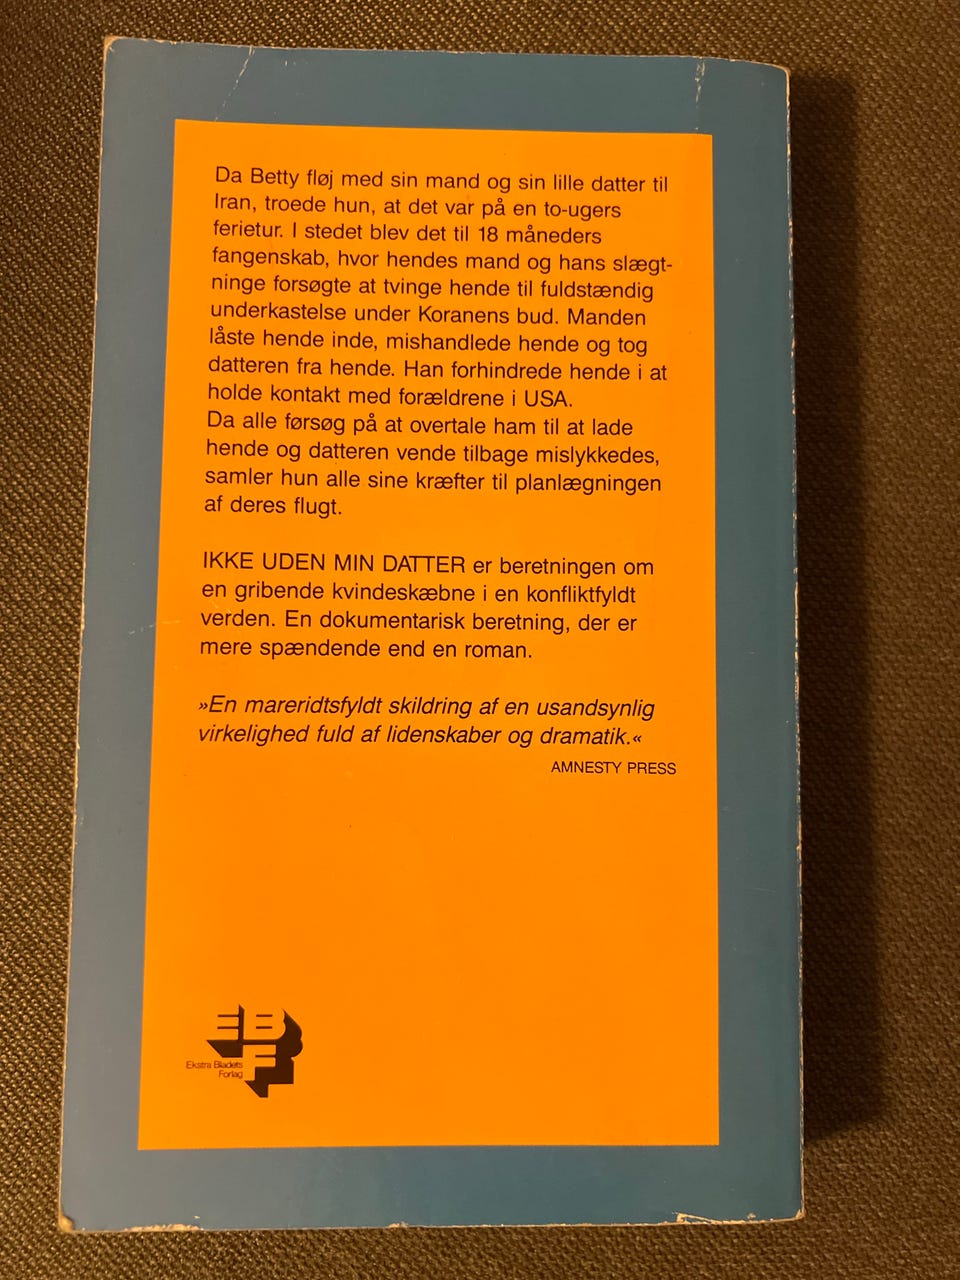 Da Betty fløj med sin mand og sin lille datter til
Iran, troede hun, at det var på en to-ugers
ferietur. I stedet blev det til 18 måneders
fangenskab, hvor hendes mand og hans slægt-
ninge forsøgte at tvinge hende til fuldstændig
underkastelse under Koranens bud. Manden
låste hende inde, mishandlede hende og tog
datteren fra hende. Han forhindrede hende i at
holde kontakt med forældrene i USA.
Da alle førsøg på at overtale ham til at lade
hende og datteren vende tilbage mislykkedes,
samler hun alle sine kræfter til planlægningen
af deres flugt.
IKKE UDEN MIN DATTER er beretningen om
en gribende kvindeskæbne i en konfliktfyldt
verden. En dokumentarisk beretning, der er
mere spændende end en roman.
»En mareridtsfyldt skildring af en usandsynlig
virkelighed fuld af lidenskaber og dramatik.«
AMNESTY PRESS
EB
F
Ekstra Bladets
Forlag